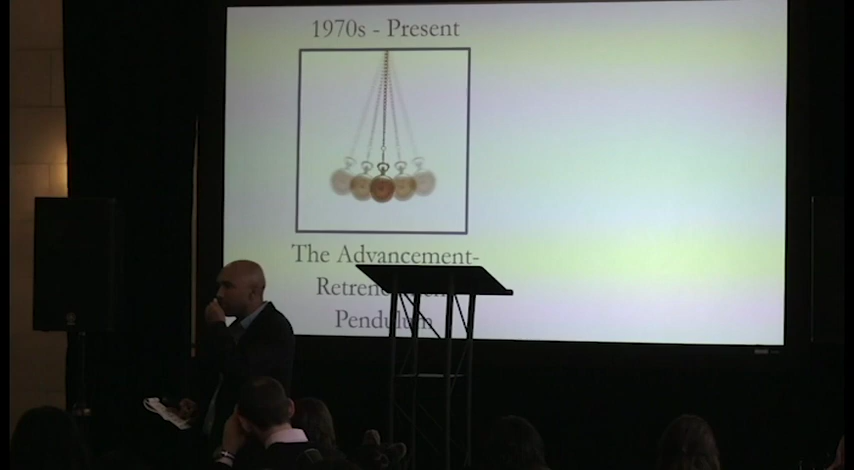 1970s - Present
The Advancement-
Pendulum